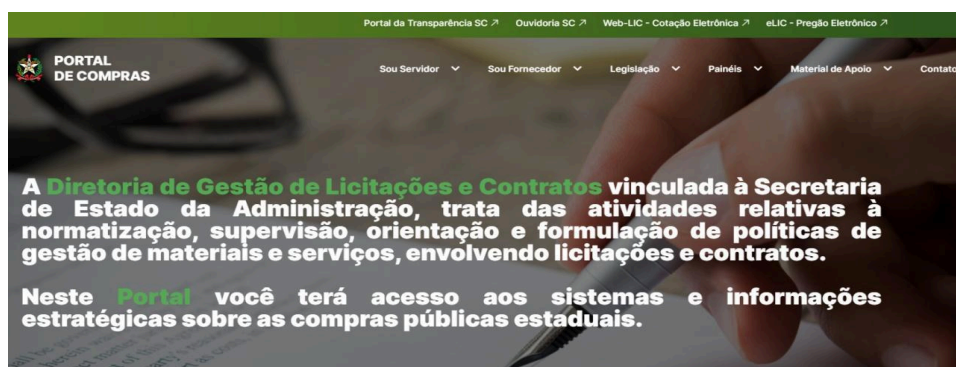 Portal da Transparência SC ↗ Ouvidoria SC ↗ Web-LIC - Cotação Eletrônica ↗ eLIC - Pregão Eletrônico ↗
PORTAL
DE COMPRAS
Sou Servidor Sou Fornecedor Legislação Painéis Material de Apoio Contato
A Diretoria de Gestão de Licitações e Contratos vinculada à Secretaria
de Estado da Administração, trata das atividades relativas à
normatização, supervisão, orientação e formulação de políticas de
gestão de materiais e serviços, envolvendo licitações e contratos.
Neste Portal você terá acesso aos sistemas e informações
estratégicas sobre as compras públicas estaduais.